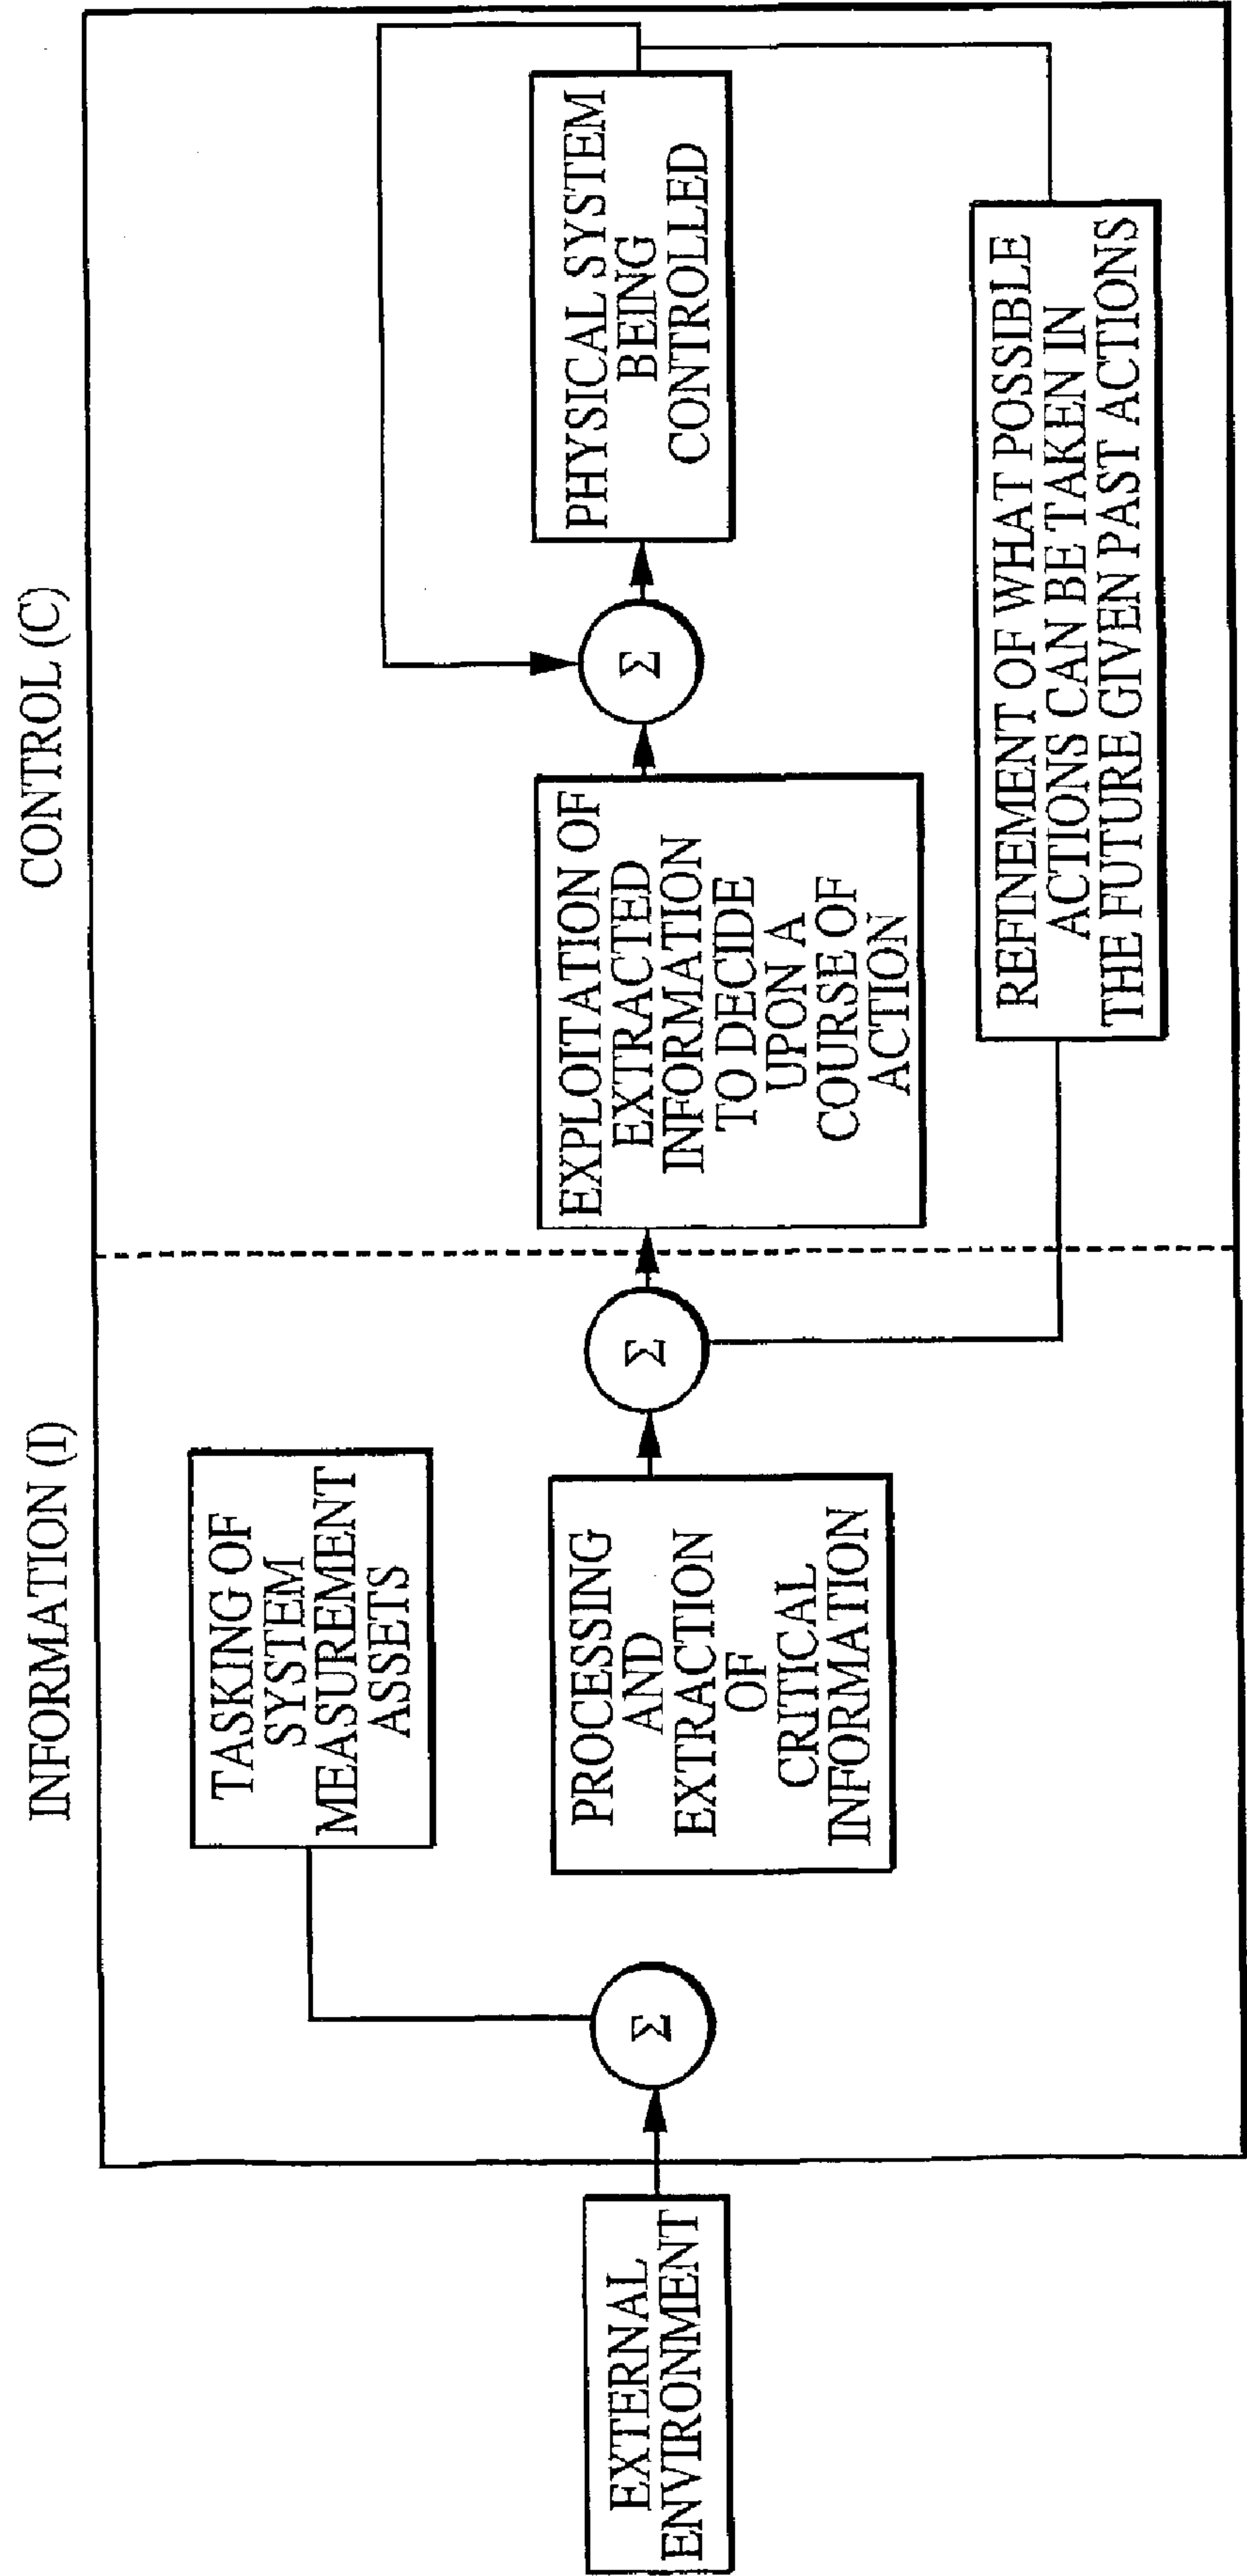 INFORMATION (I)
CONTROL (C)
EXTERNAL
ENVIRONMENT
Σ
TASKING OF
SYSTEM
MEASUREMENT
ASSETS
PROCESSING
AND
EXTRACTION
OF
CRITICAL
INFORMATION
Σ
EXPLOITATION OF
EXTRACTED
INFORMATION
TO DECIDE
UPON A
COURSE OF
ACTION
Σ
PHYSICAL SYSTEM
BEING
CONTROLLED
REFINEMENT OF WHAT POSSIBLE
ACTIONS CAN BE TAKEN IN
THE FUTURE GIVEN PAST ACTIONS